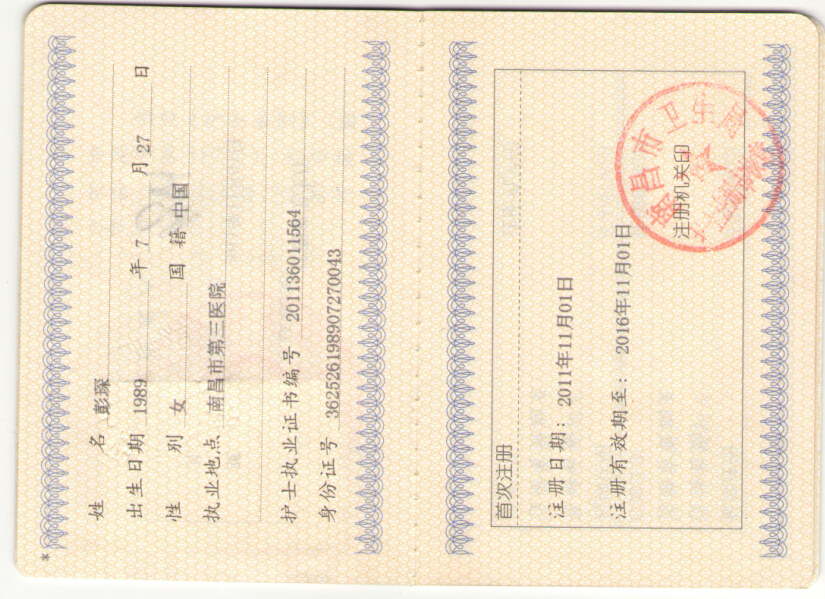 姓 名 彭琛
出生日期 1989 年 7 月 27 日
性 别 女 国 籍 中国
执业地点 南昌市第三医院
护士执业证书编号 201136011564
身份证号 362526198907270043
*
首次注册
注册日期: 2011年11月01日
注册有效期至: 2016年11月01日
注册机关印
南昌市卫生局